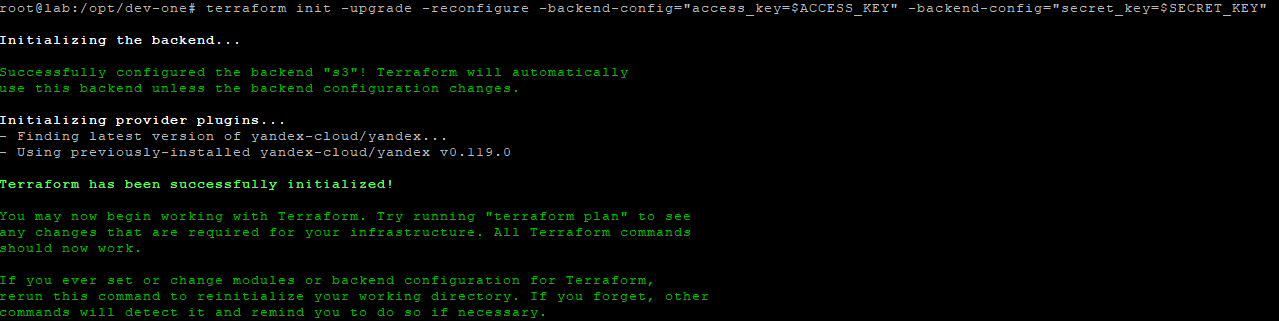 root@lab:/opt/dev-one# terraform init -upgrade -reconfigure -backend-config="access_key=$ACCESS_KEY" -backend-config="secret_key=$SECRET_KEY"
Initializing the backend...
Successfully configured the backend "s3"! Terraform will automatically
use this backend unless the backend configuration changes.
Initializing provider plugins...
- Finding latest version of yandex-cloud/yandex...
- Using previously-installed yandex-cloud/yandex v0.119.0
Terraform has been successfully initialized!
You may now begin working with Terraform. Try running "terraform plan" to see
any changes that are required for your infrastructure. All Terraform commands
should now work.
If you ever set or change modules or backend configuration for Terraform,
rerun this command to reinitialize your working directory. If you forget, other
commands will detect it and remind you to do so if necessary.